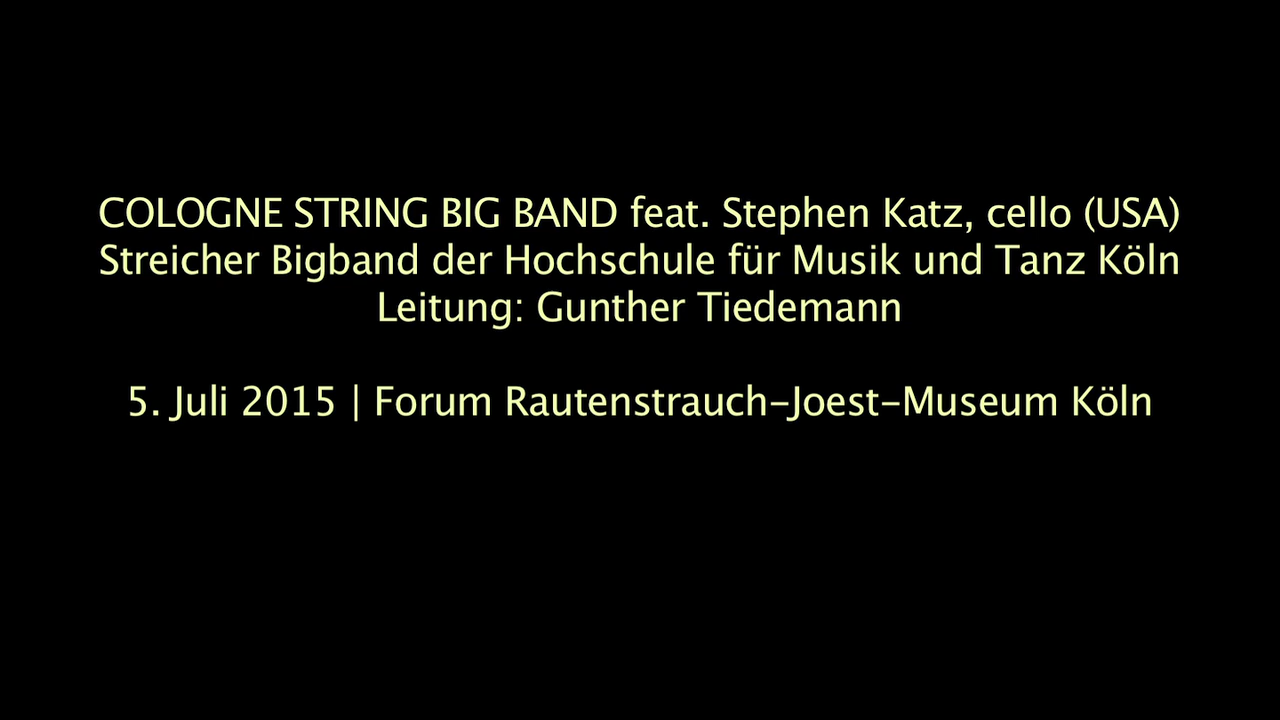 COLOGNE STRING BIG BAND feat. Stephen Katz, cello (USA)
Streicher Bigband der Hochschule für Musik und Tanz Köln
Leitung: Gunther Tiedemann
5. Juli 2015 | Forum Rautenstrauch-Joest-Museum Köln